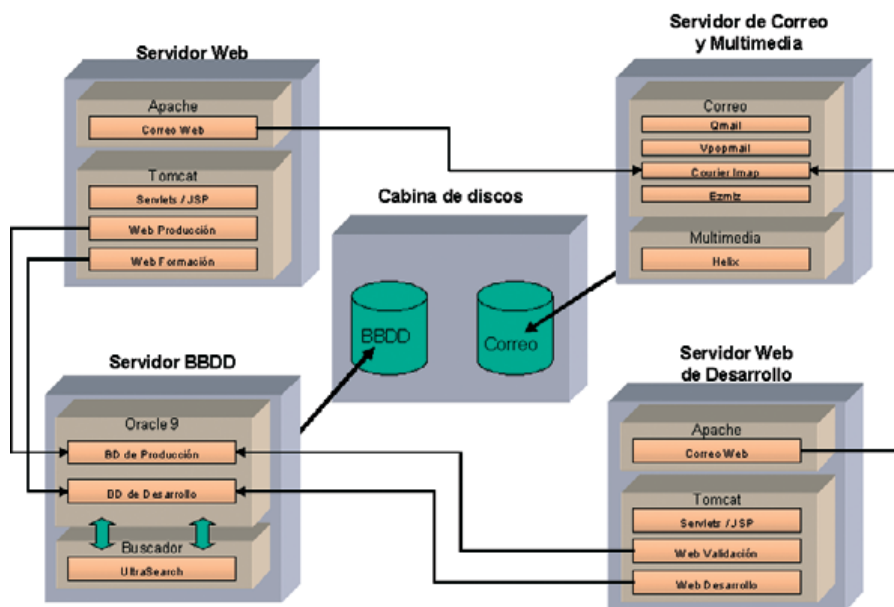 Servidor Web
Apache
Correo Web
Tomcat
Servlets / JSP
Web Producción
Web Formación
Servidor de Correo
y Multimedia
Correo
Qmail
Vpopmail
Courier Imap
Ezmlz
Multimedia
Helix
Cabina de discos
BBDD
Correo
Servidor BBDD
Oracle 9
BD de Producción
BD de Desarrollo
Buscador
UltraSearch
Servidor Web
de Desarrollo
Apache
Correo Web
Tomcat
Servlets / JSP
Web Validación
Web Desarrollo